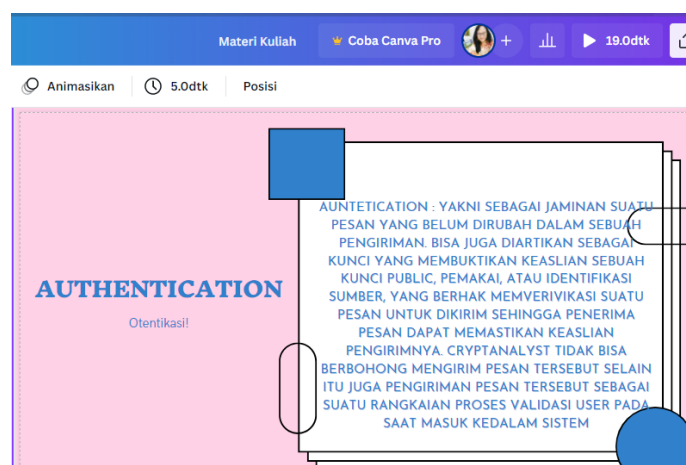 Materi Kuliah
Coba Canva Pro
+
19.0dtk
Animasikan
5.0dtk
Posisi
AUTHENTICATION
Otentikasi!
AUNTETICATION : YAKNI SEBAGAI JAMINAN SUATU
PESAN YANG BELUM DIRUBAH DALAM SEBUAH
PENGIRIMAN. BISA JUGA DIARTIKAN SEBAGAI
KUNCI YANG MEMBUKTIKAN KEASLIAN SEBUAH
KUNCI PUBLIC, PEMAKAI, ATAU IDENTIFIKASI
SUMBER, YANG BERHAK MEMVERIVIKASI SUATU
PESAN UNTUK DIKIRIM SEHINGGA PENERIMA
PESAN DAPAT MEMASTIKAN KEASLIAN
PENGIRIMNYA. CRYPTANALYST TIDAK BISA
BERBOHONG MENGIRIM PESAN TERSEBUT SELAIN
ITU JUGA PENGIRIMAN PESAN TERSEBUT SEBAGAI
SUATU RANGKAIAN PROSES VALIDASI USER PADA
SAAT MASUK KEDALAM SISTEM